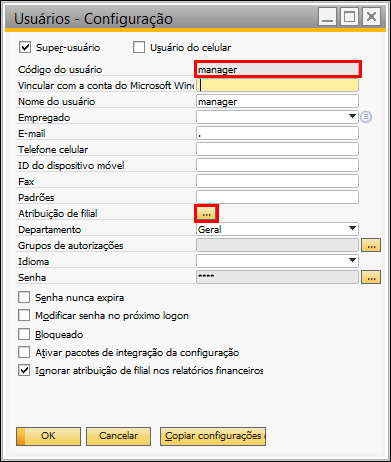 Usuários - Configuração
Super-usuário Usuário do celular
Código do usuário manager
Vincular com a conta do Microsoft Wind
Nome do usuário manager
Empregado
E-mail .
Telefone celular
ID do dispositivo móvel
Fax
Padrões
Atribuição de filial ...
Departamento Geral
Grupos de autorizações ...
Idioma
Senha **** ...
Senha nunca expira
Modificar senha no próximo logon
Bloqueado
Ativar pacotes de integração da configuração
Ignorar atribuição de filial nos relatórios financeiros
OK Cancelar Copiar configurações